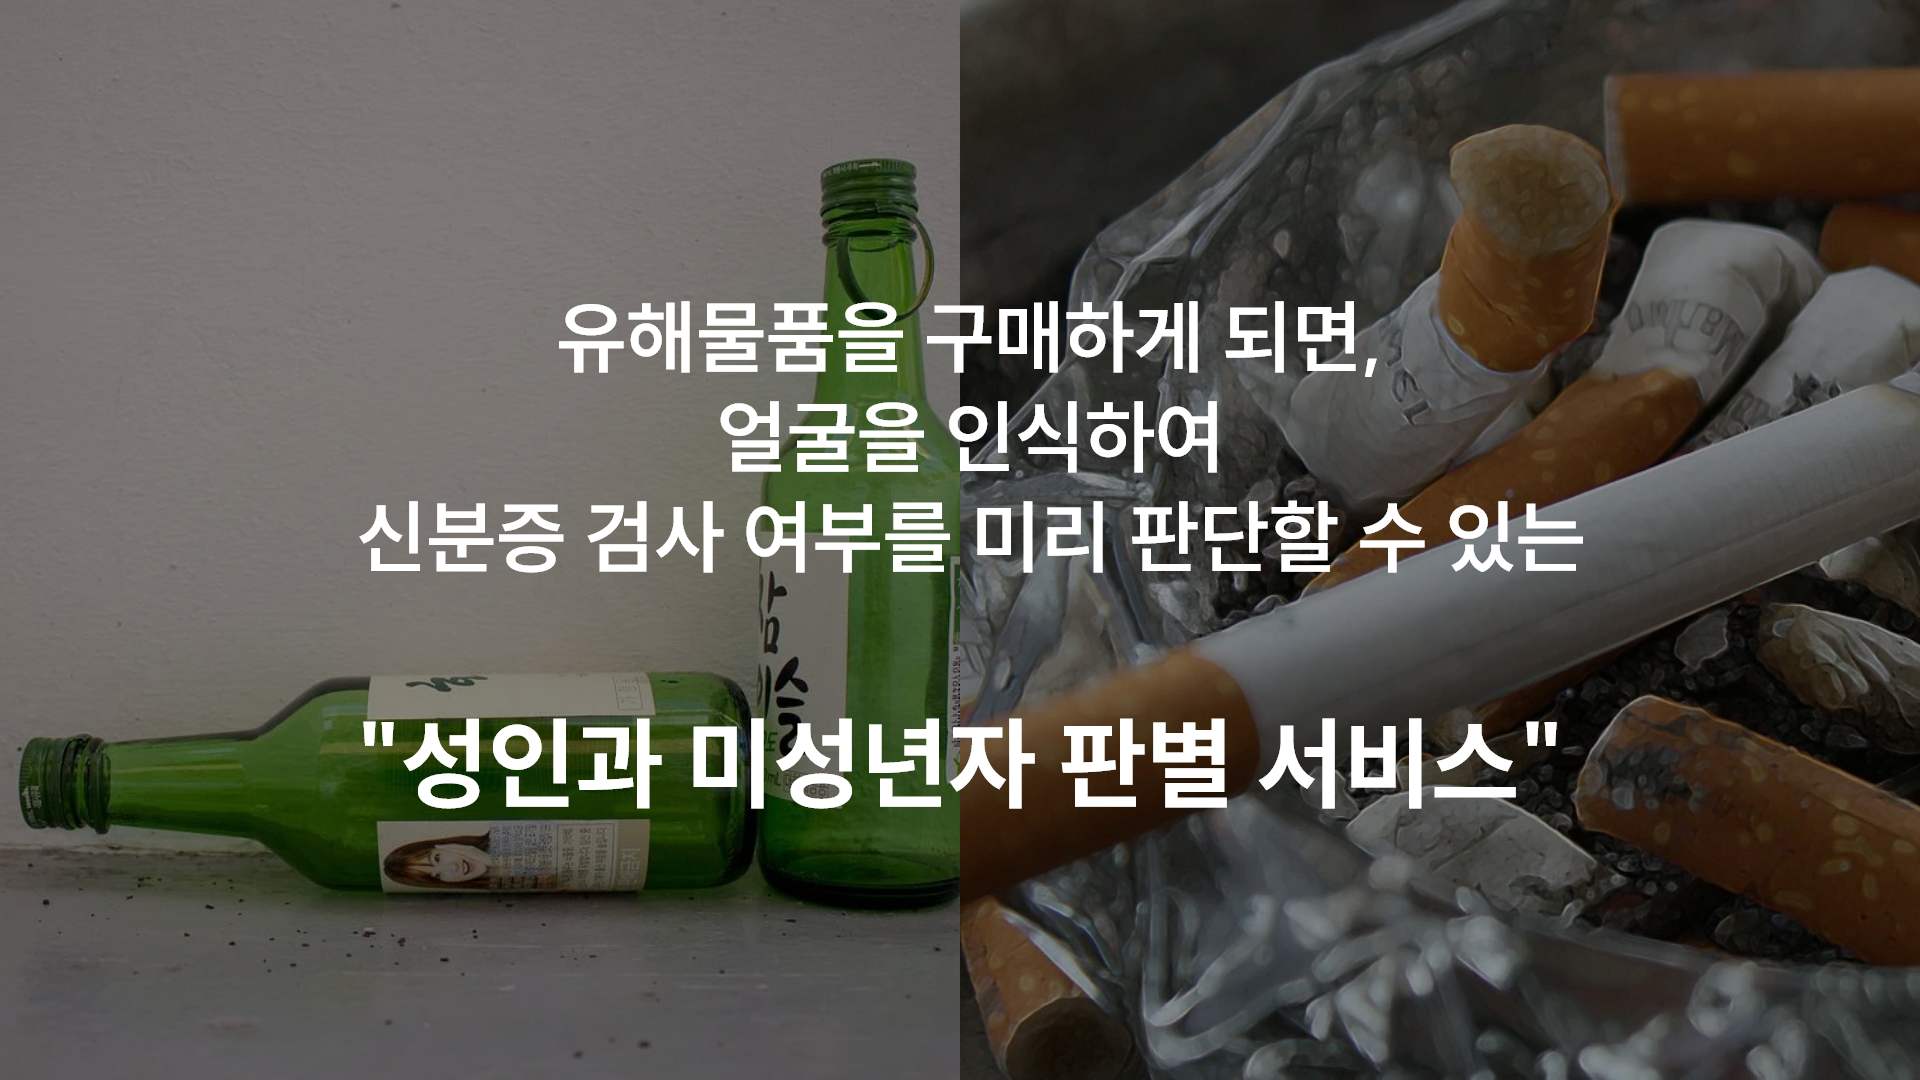 유해물품을 구매하게 되면,
얼굴을 인식하여
신분증 검사 여부를 미리 판단할 수 있는
"성인과 미성년자 판별 서비스"